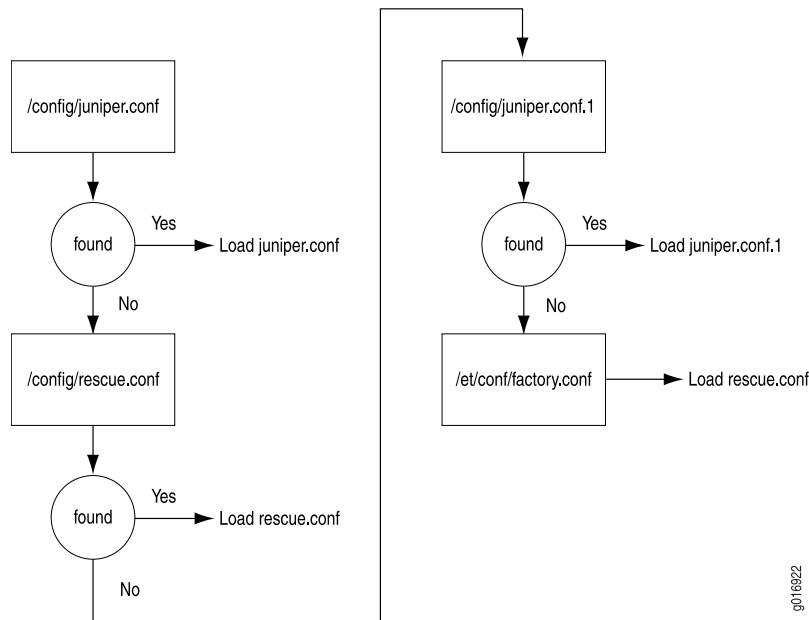 /config/juniper.conf
found
Yes
Load juniper.conf
No
/config/rescue.conf
found
Yes
Load rescue.conf
No
/config/juniper.conf.1
found
Yes
Load juniper.conf.1
No
/et/conf/factory.conf
Load rescue.conf
g016922